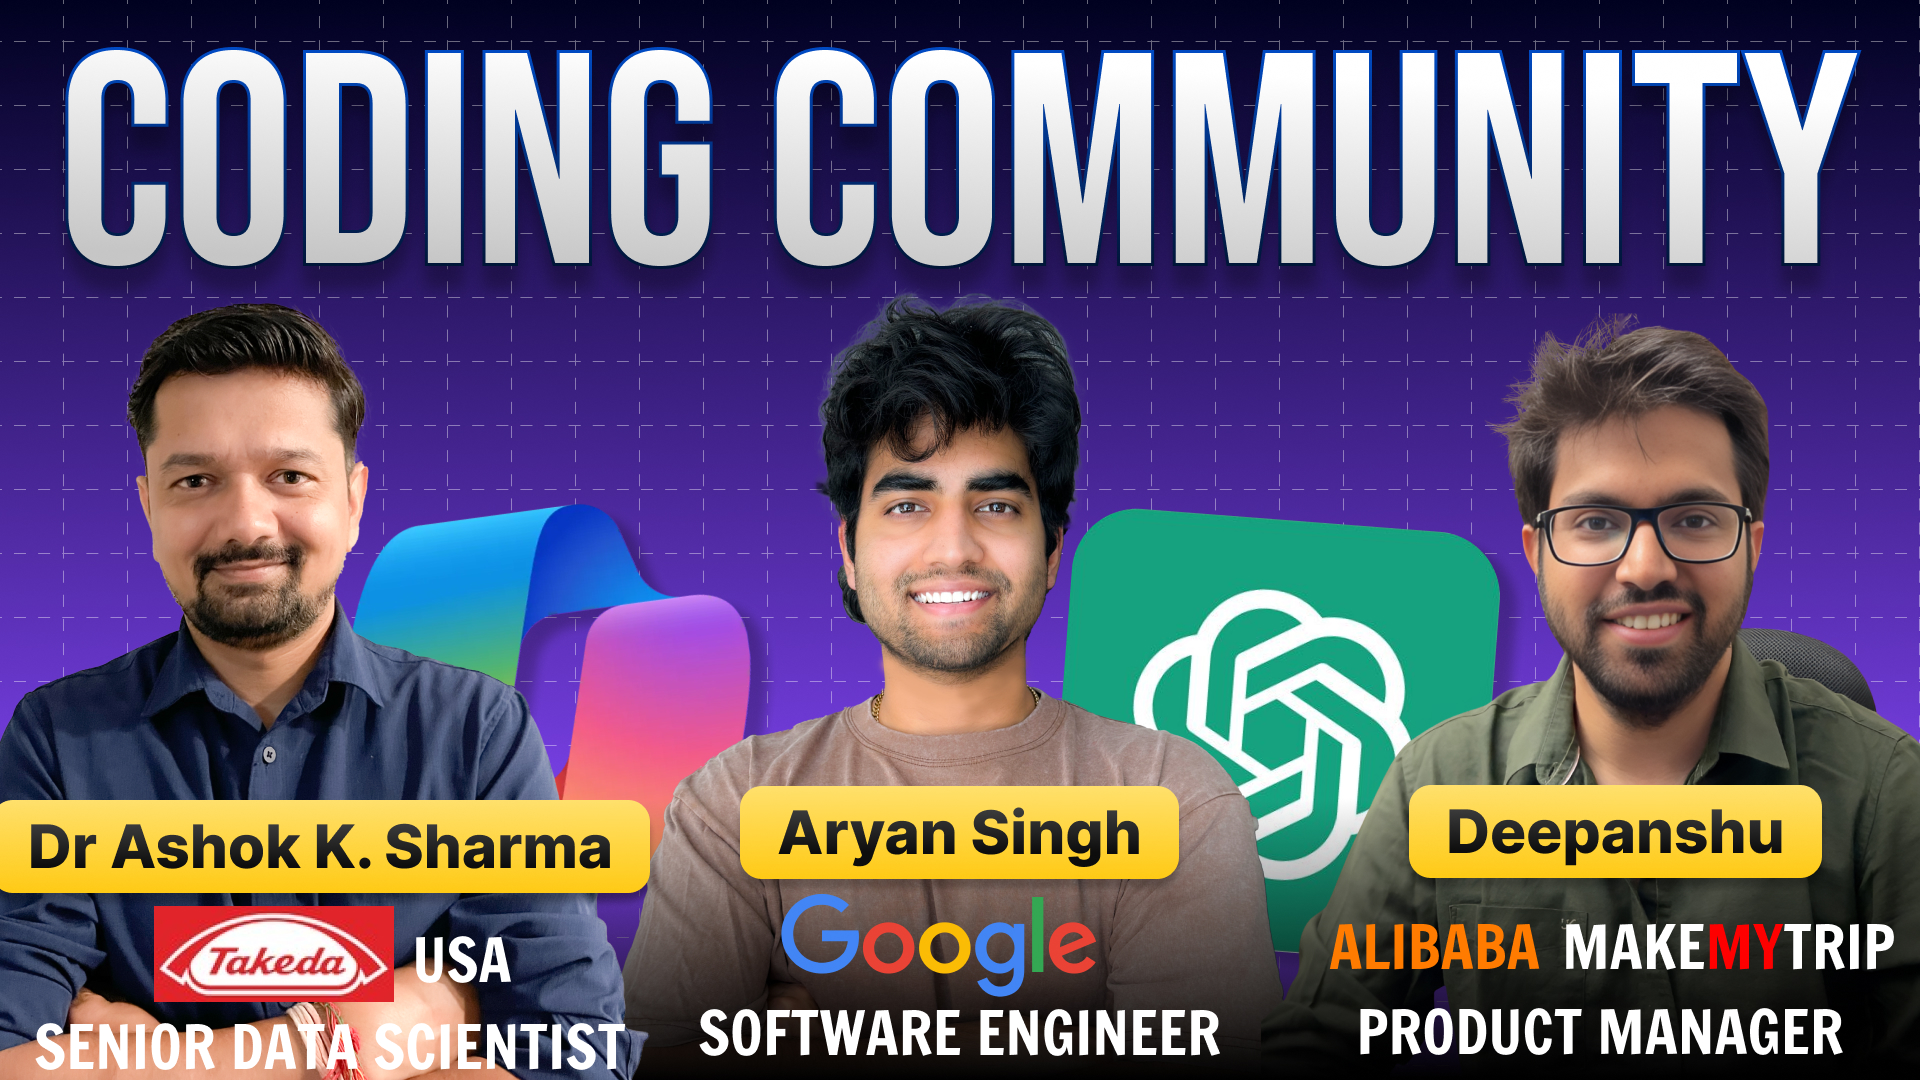 CODING COMMUNITY
Dr Ashok K. Sharma
Takeda USA
SENIOR DATA SCIENTIST
Aryan Singh
Google
SOFTWARE ENGINEER
Deepanshu
ALIBABA MAKEMYTRIP
PRODUCT MANAGER